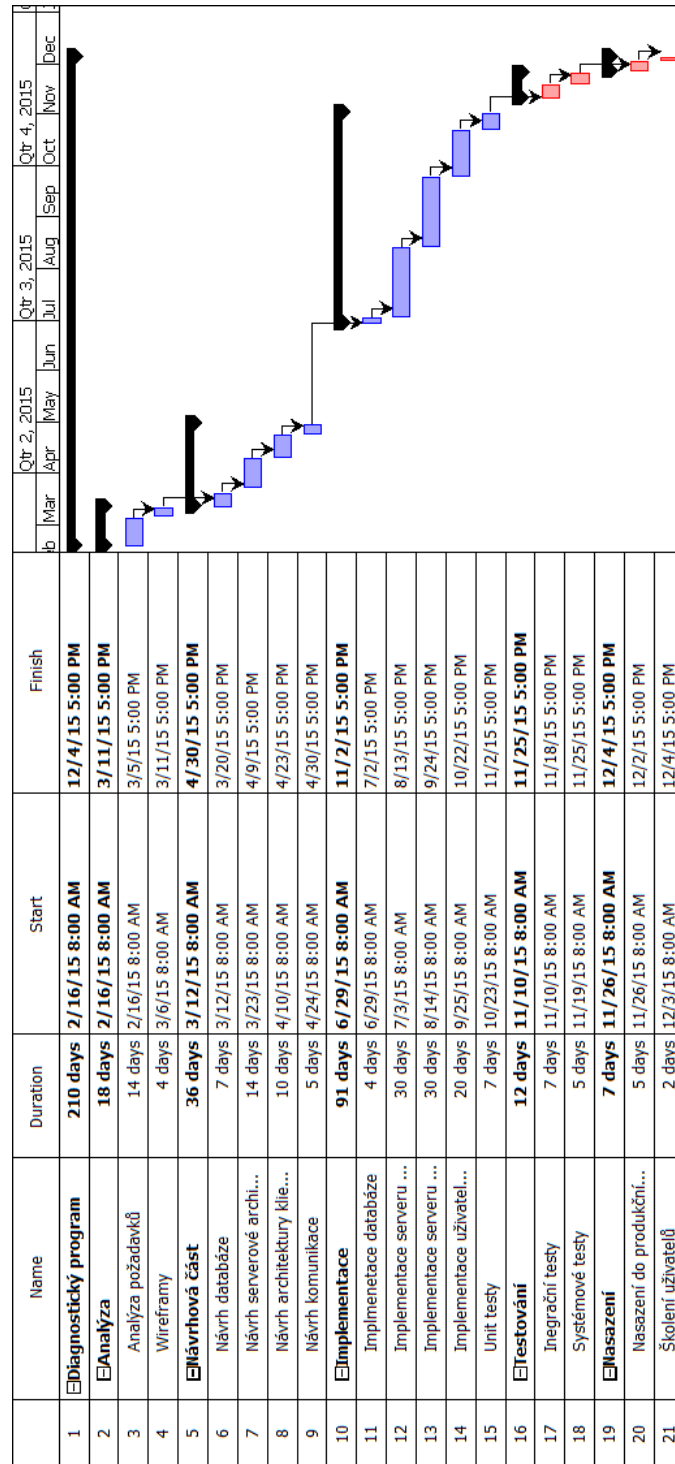 Name Duration Start Finish
Qtr 2, 2015 Qtr 3, 2015 Qtr 4, 2015
eb Mar Apr May Jun Jul Aug Sep Oct Nov Dec
1 Diagnostický program 210 days 2/16/15 8:00 AM 12/4/15 5:00 PM
2 Analýza 18 days 2/16/15 8:00 AM 3/11/15 5:00 PM
3 Analýza požadavků 14 days 2/16/15 8:00 AM 3/5/15 5:00 PM
4 Wireframy 4 days 3/6/15 8:00 AM 3/11/15 5:00 PM
5 Návrhová část 36 days 3/12/15 8:00 AM 4/30/15 5:00 PM
6 Návrh databáze 7 days 3/12/15 8:00 AM 3/20/15 5:00 PM
7 Návrh serverové archi... 14 days 3/23/15 8:00 AM 4/9/15 5:00 PM
8 Návrh architektury klie... 10 days 4/10/15 8:00 AM 4/23/15 5:00 PM
9 Návrh komunikace 5 days 4/24/15 8:00 AM 4/30/15 5:00 PM
10 Implementace 91 days 6/29/15 8:00 AM 11/2/15 5:00 PM
11 Implmenetace databáze 4 days 6/29/15 8:00 AM 7/2/15 5:00 PM
12 Implementace serveru ... 30 days 7/3/15 8:00 AM 8/13/15 5:00 PM
13 Implementace serveru ... 30 days 8/14/15 8:00 AM 9/24/15 5:00 PM
14 Implementace uživatel... 20 days 9/25/15 8:00 AM 10/22/15 5:00 PM
15 Unit testy 7 days 10/23/15 8:00 AM 11/2/15 5:00 PM
16 Testování 12 days 11/10/15 8:00 AM 11/25/15 5:00 PM
17 Inegrační testy 7 days 11/10/15 8:00 AM 11/18/15 5:00 PM
18 Systémové testy 5 days 11/19/15 8:00 AM 11/25/15 5:00 PM
19 Nasazení 7 days 11/26/15 8:00 AM 12/4/15 5:00 PM
20 Nasazení do produkční... 5 days 11/26/15 8:00 AM 12/2/15 5:00 PM
21 Školení uživatelů 2 days 12/3/15 8:00 AM 12/4/15 5:00 PM